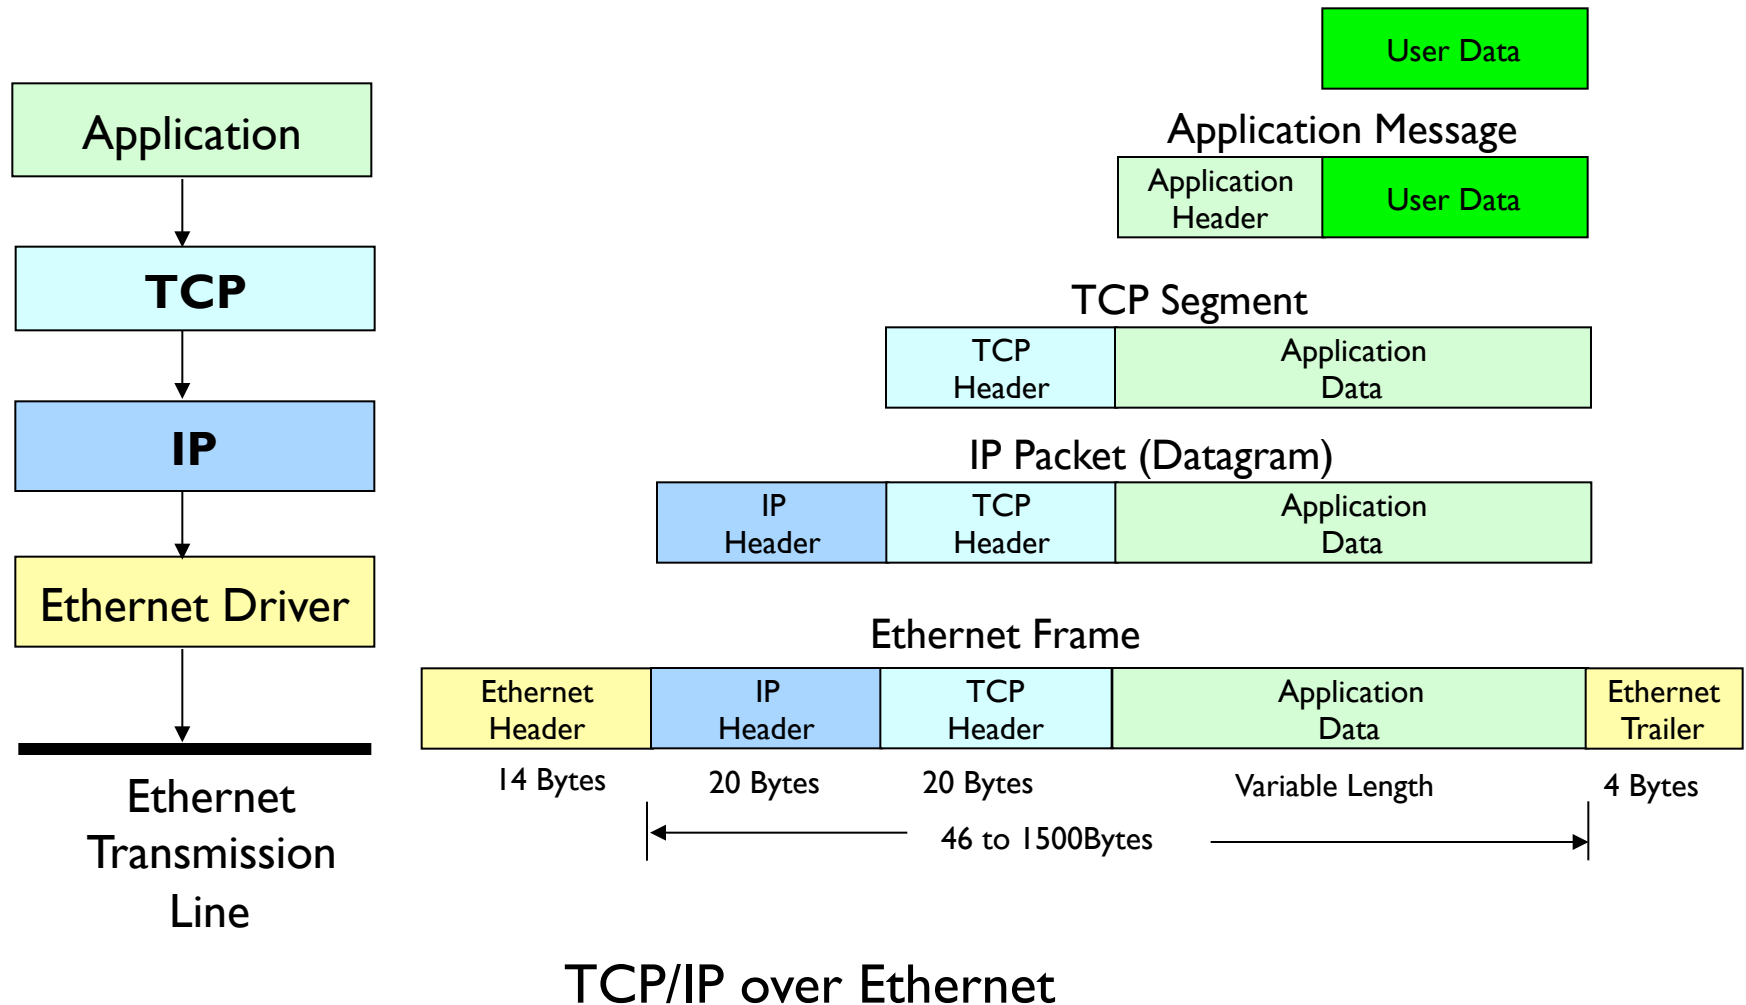 User Data
Application
Application Message
Application
Header
User Data
TCP
TCP Segment
TCP
Header
Application
Data
IP
IP Packet (Datagram)
IP
Header
TCP
Header
Application
Data
Ethernet Driver
Ethernet Frame
Ethernet
Header
IP
Header
TCP
Header
Application
Data
Ethernet
Trailer
14 Bytes
20 Bytes
20 Bytes
Variable Length
4 Bytes
46 to 1500Bytes
Ethernet
Transmission
Line
TCP/IP over Ethernet